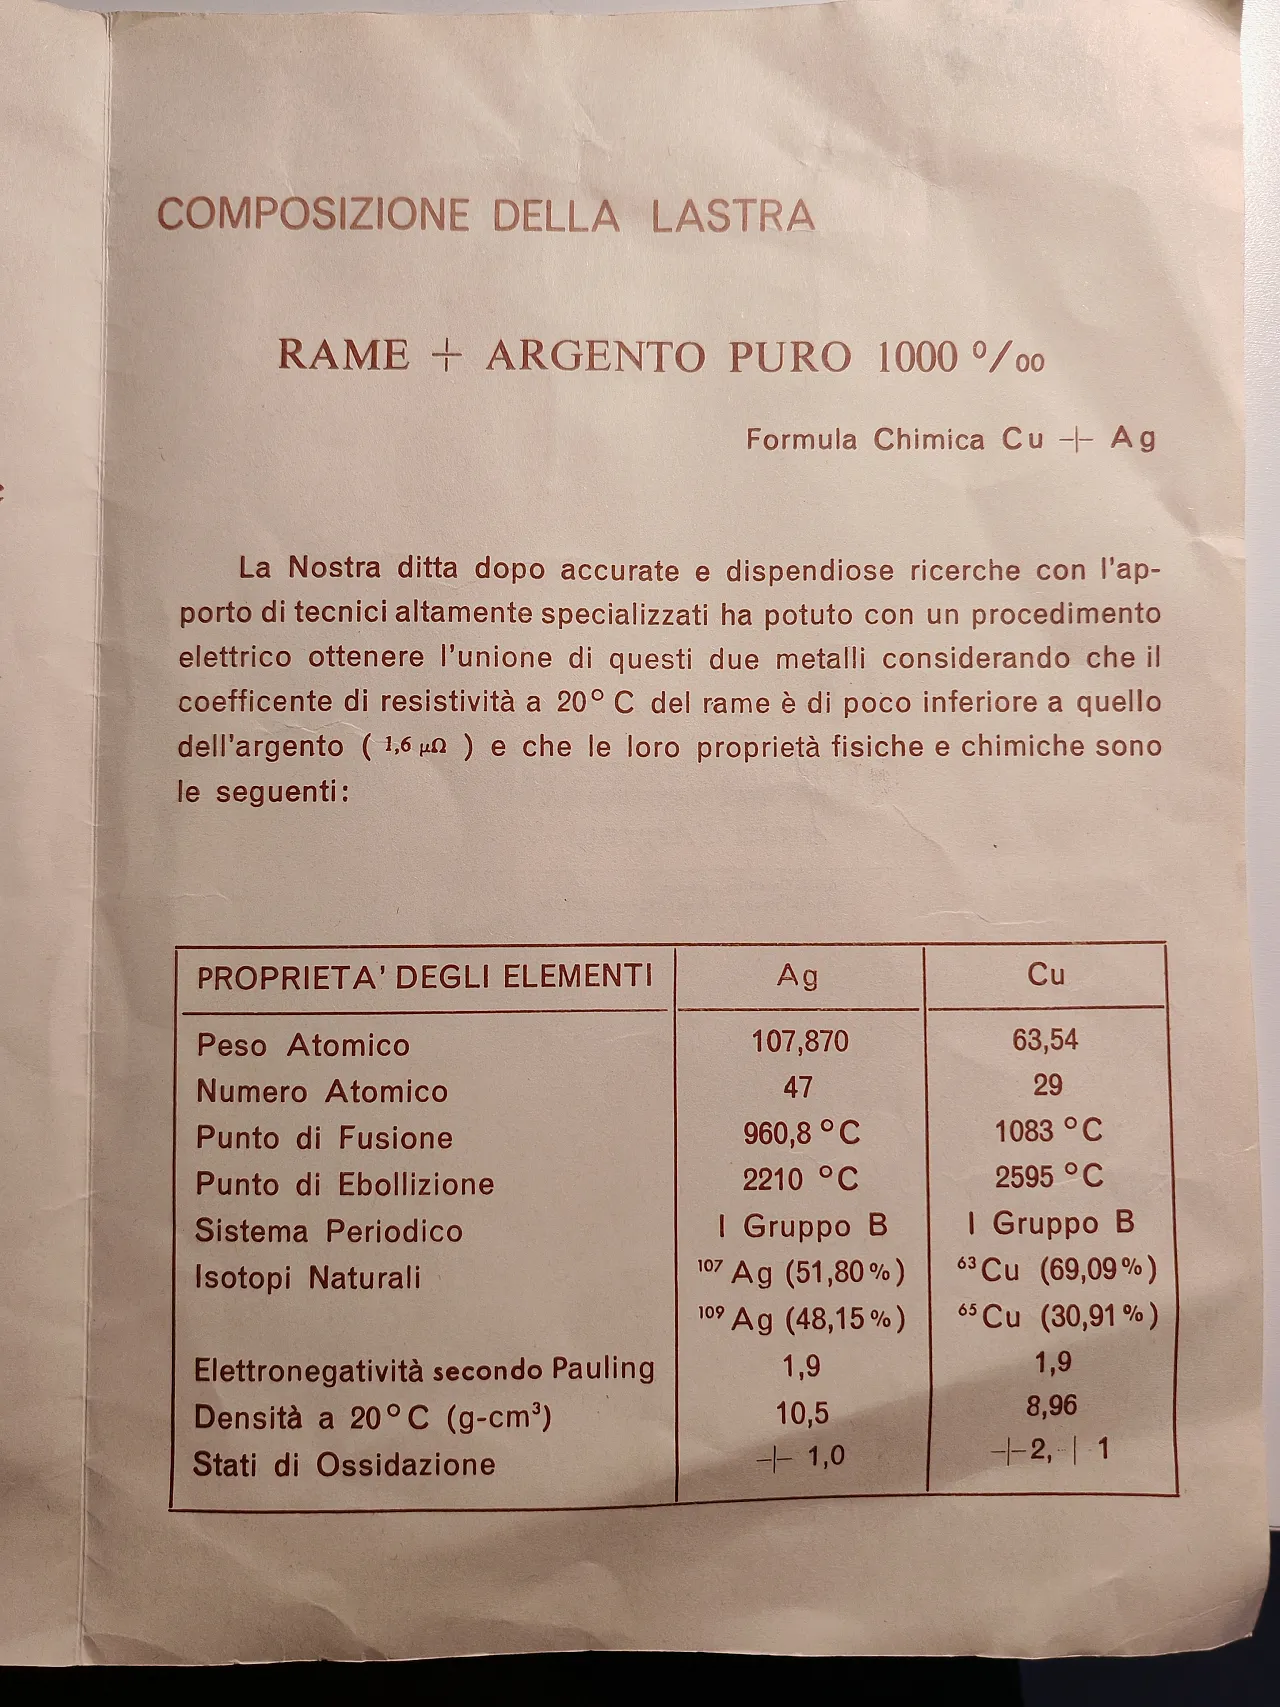 COMPOSIZIONE DELLA LASTRA
RAME + ARGENTO PURO 1000 º/oo
Formula Chimica Cu + Ag
La Nostra ditta dopo accurate e dispendiose ricerche con l'ap-
porto di tecnici altamente specializzati ha potuto con un procedimento
elettrico ottenere l'unione di questi due metalli considerando che il
coefficente di resistività a 20° C del rame è di poco inferiore a quello
dell'argento ( 1,6 µΩ ) e che le loro proprietà fisiche e chimiche sono
le seguenti:
PROPRIETA' DEGLI ELEMENTI Ag Cu
Peso Atomico 107,870 63,54
Numero Atomico 47 29
Punto di Fusione 960,8 °C 1083 °C
Punto di Ebollizione 2210 °C 2595 °C
Sistema Periodico I Gruppo B I Gruppo B
Isotopi Naturali ¹⁰⁷Ag (51,80%) ⁶³Cu (69,09%)
¹⁰⁹Ag (48,15%) ⁶⁵Cu (30,91%)
Elettronegatività secondo Pauling 1,9 1,9
Densità a 20° C (g-cm³) 10,5 8,96
Stati di Ossidazione + 1,0 +2, | 1